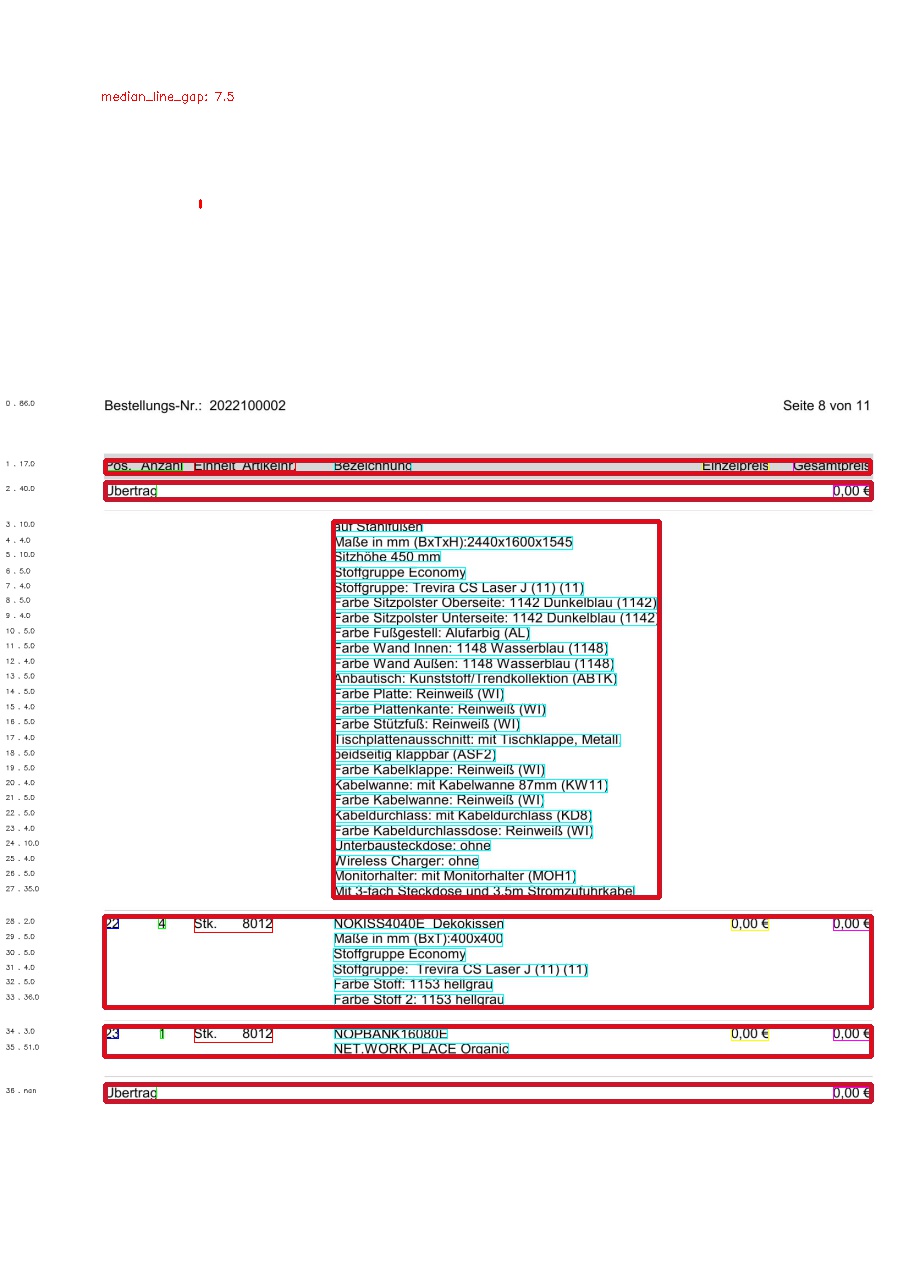 median_line_gap: 7.5
0 . 86.0 Bestellungs-Nr.: 2022100002 Seite 8 von 11
1 . 17.0 Pos. Anzahl Einheit Artikelnr. Bezeichnung Einzelpreis Gesamtpreis
2 . 40.0 Übertrag 0,00 €
3 . 10.0 auf Stahlfüßen
4 . 4.0 Maße in mm (BxTxH):2440x1600x1545
5 . 10.0 Sitzhöhe 450 mm
6 . 5.0 Stoffgruppe Economy
7 . 4.0 Stoffgruppe: Trevira CS Laser J (11) (11)
8 . 5.0 Farbe Sitzpolster Oberseite: 1142 Dunkelblau (1142)
9 . 4.0 Farbe Sitzpolster Unterseite: 1142 Dunkelblau (1142
10 . 5.0 Farbe Fußgestell: Alufarbig (AL)
11 . 5.0 Farbe Wand Innen: 1148 Wasserblau (1148)
12 . 4.0 Farbe Wand Außen: 1148 Wasserblau (1148)
13 . 5.0 Anbautisch: Kunststoff/Trendkollektion (ABTK)
14 . 5.0 Farbe Platte: Reinweiß (WI)
15 . 4.0 Farbe Plattenkante: Reinweiß (WI)
16 . 5.0 Farbe Stützfuß: Reinweiß (WI)
17 . 4.0 Tischplattenausschnitt: mit Tischklappe, Metall
18 . 5.0 beidseitig klappbar (ASF2)
19 . 5.0 Farbe Kabelklappe: Reinweiß (WI)
20 . 4.0 Kabelwanne: mit Kabelwanne 87mm (KW11)
21 . 5.0 Farbe Kabelwanne: Reinweiß (WI)
22 . 5.0 Kabeldurchlass: mit Kabeldurchlass (KD8)
23 . 4.0 Farbe Kabeldurchlassdose: Reinweiß (WI)
24 . 10.0 Unterbausteckdose: ohne
25 . 4.0 Wireless Charger: ohne
26 . 5.0 Monitorhalter: mit Monitorhalter (MOH1)
27 . 35.0 Mit 3-fach Steckdose und 3,5m Stromzuführkabel
28 . 2.0 22 4 Stk. 8012 NOKISS4040E Dekokissen 0,00 € 0,00 €
29 . 5.0 Maße in mm (BxT):400x400
30 . 5.0 Stoffgruppe Economy
31 . 4.0 Stoffgruppe: Trevira CS Laser J (11) (11)
32 . 5.0 Farbe Stoff: 1153 hellgrau
33 . 36.0 Farbe Stoff 2: 1153 hellgrau
34 . 3.0 23 1 Stk. 8012 NOPBANK16080E 0,00 € 0,00 €
35 . 51.0 NET.WORK.PLACE Organic
36 . nan Übertrag 0,00 €